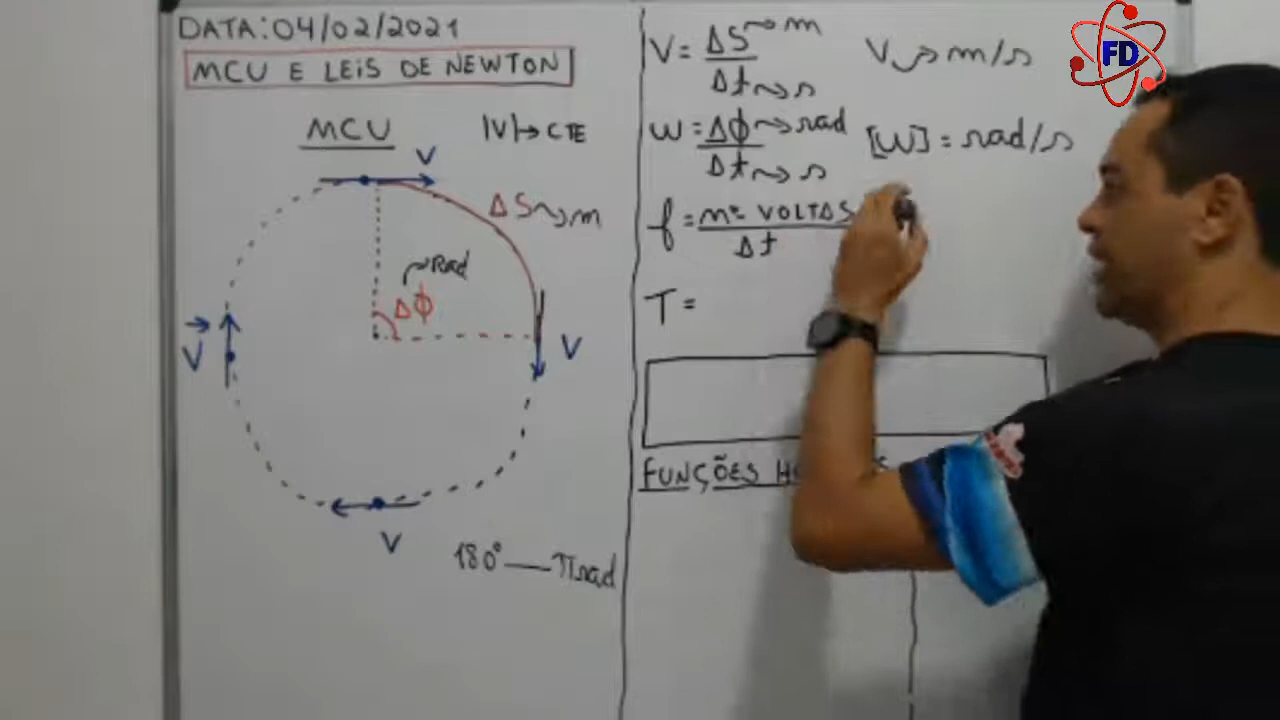 DATA: 04/02/2021
MCU E LEIS DE NEWTON
MCU
|V|→ CTE
V
ΔS m
Rad
Δϕ
V
V
V
180° — πrad
V = ΔS m
Δt s
V m/s
w = Δϕ rad
Δt s
[w] = rad/s
f = nº VOLTAS
Δt
T =
FUNÇÕES
FD